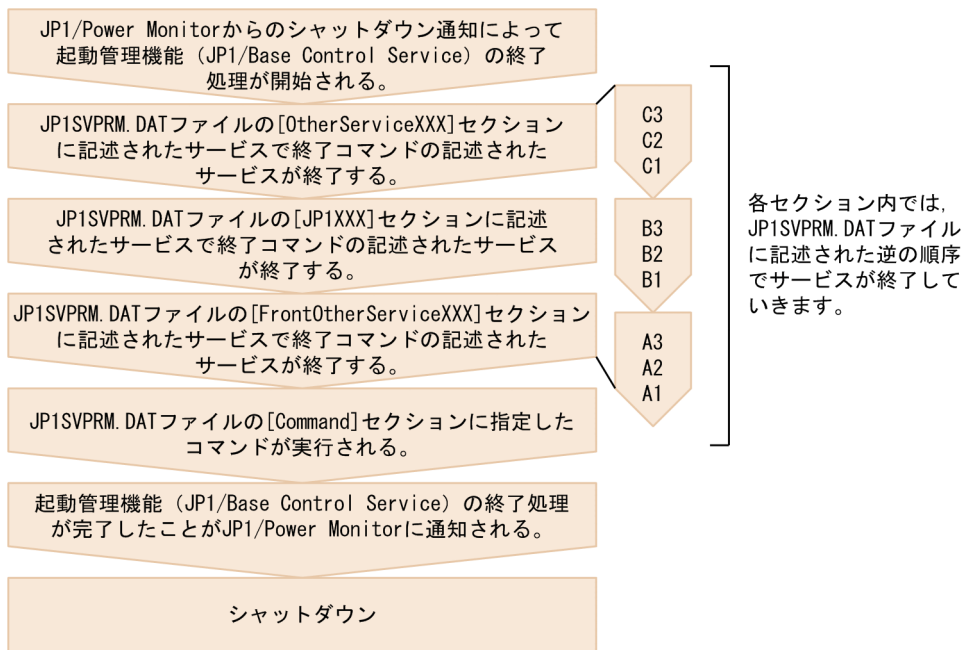 JP1/Power Monitorからのシャットダウン通知によって
起動管理機能（JP1/Base Control Service）の終了
処理が開始される。
JP1SVPRM.DATファイルの[OtherServiceXXX]セクション
に記述されたサービスで終了コマンドの記述された
サービスが終了する。
C3
C2
C1
JP1SVPRM.DATファイルの[JP1XXX]セクションに記述
されたサービスで終了コマンドの記述されたサービス
が終了する。
B3
B2
B1
JP1SVPRM.DATファイルの[FrontOtherServiceXXX]セクション
に記述されたサービスで終了コマンドの記述された
サービスが終了する。
A3
A2
A1
各セクション内では,
JP1SVPRM.DATファイル
に記述された逆の順序
でサービスが終了して
いきます。
JP1SVPRM.DATファイルの[Command]セクションに指定した
コマンドが実行される。
起動管理機能（JP1/Base Control Service）の終了処理
が完了したことがJP1/Power Monitorに通知される。
シャットダウン